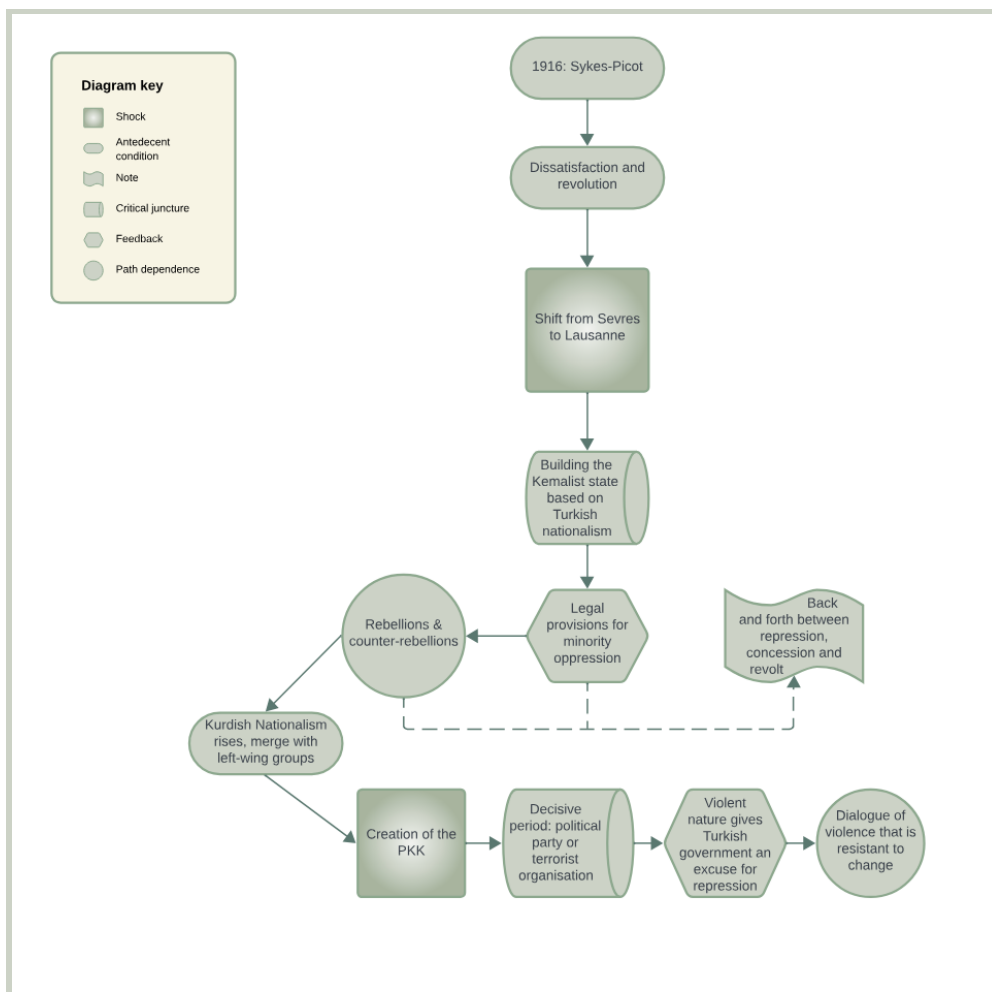 Diagram key
Shock
Antedecent
condition
Note
Critical juncture
Feedback
Path dependence
1916: Sykes-Picot
Dissatisfaction and
revolution
Shift from Sevres
to Lausanne
Building the
Kemalist state
based on
Turkish
nationalism
Legal
provisions for
minority
oppression
Rebellions &
counter-rebellions
Back
and forth between
repression,
concession and
revolt
Kurdish Nationalism
rises, merge with
left-wing groups
Creation of the
PKK
Decisive
period: political
party or
terrorist
organisation
Violent
nature gives
Turkish
government an
excuse for
repression
Dialogue of
violence that is
resistant to
change